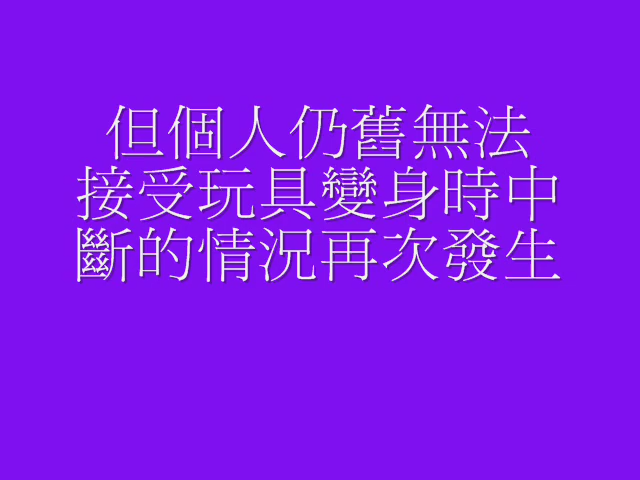 但個人仍舊無法
接受玩具變身時中
斷的情況再次發生